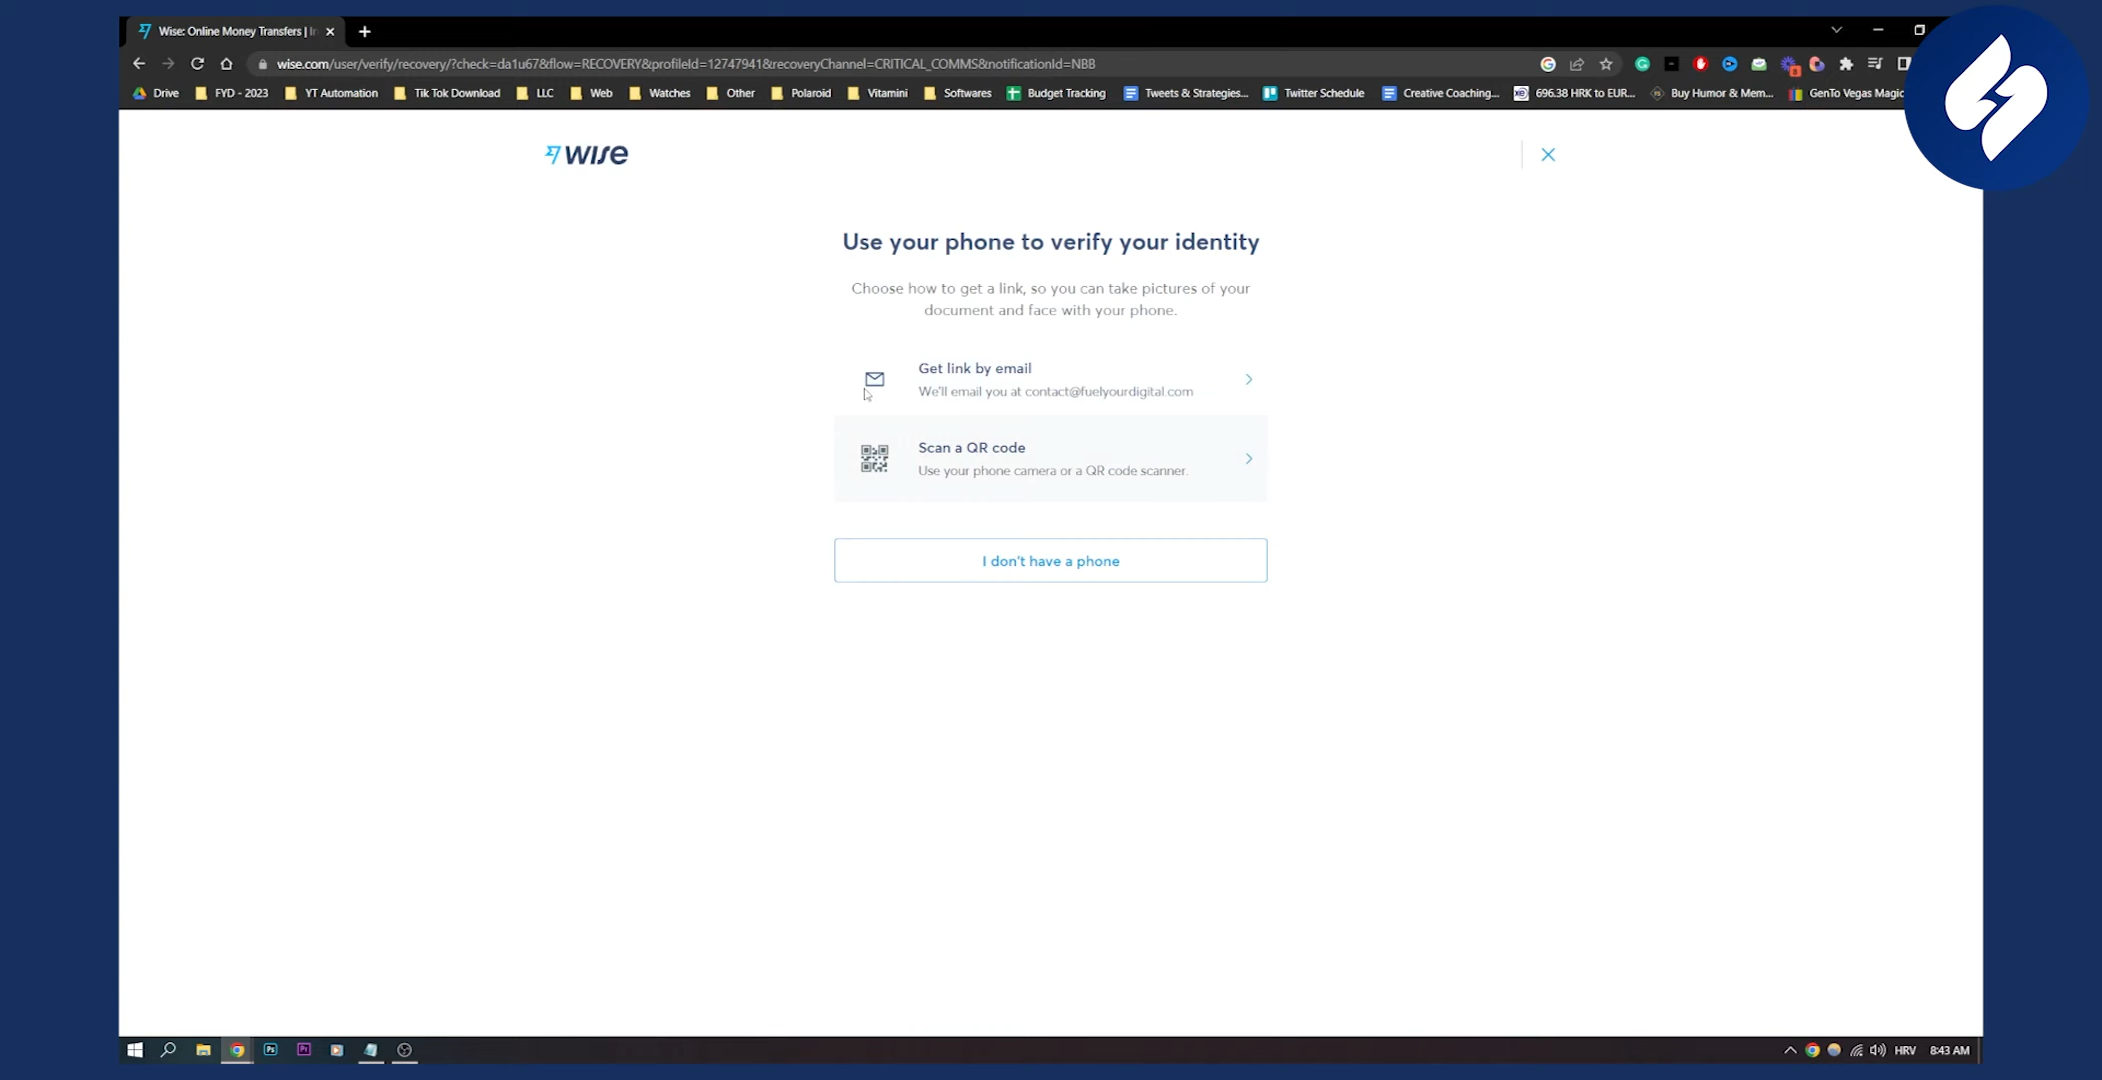 Wise: Online Money Transfers | In
wise.com/user/verify/recovery/?check=da1u67&flow=RECOVERY&profileId=12747941&recoveryChannel=CRITICAL_COMMS&notificationId=NBB
Drive FYD - 2023 YT Automation Tik Tok Download LLC Web Watches Other Polaroid Vitamini Softwares Budget Tracking Tweets & Strategies... Twitter Schedule Creative Coaching... 696.38 HRK to EUR... Buy Humor & Mem... GenTo Vegas Magic
WISE
Use your phone to verify your identity
Choose how to get a link, so you can take pictures of your
document and face with your phone.
Get link by email
We'll email you at contact@fuelyourdigital.com
Scan a QR code
Use your phone camera or a QR code scanner.
I don't have a phone
HRV 8:43 AM